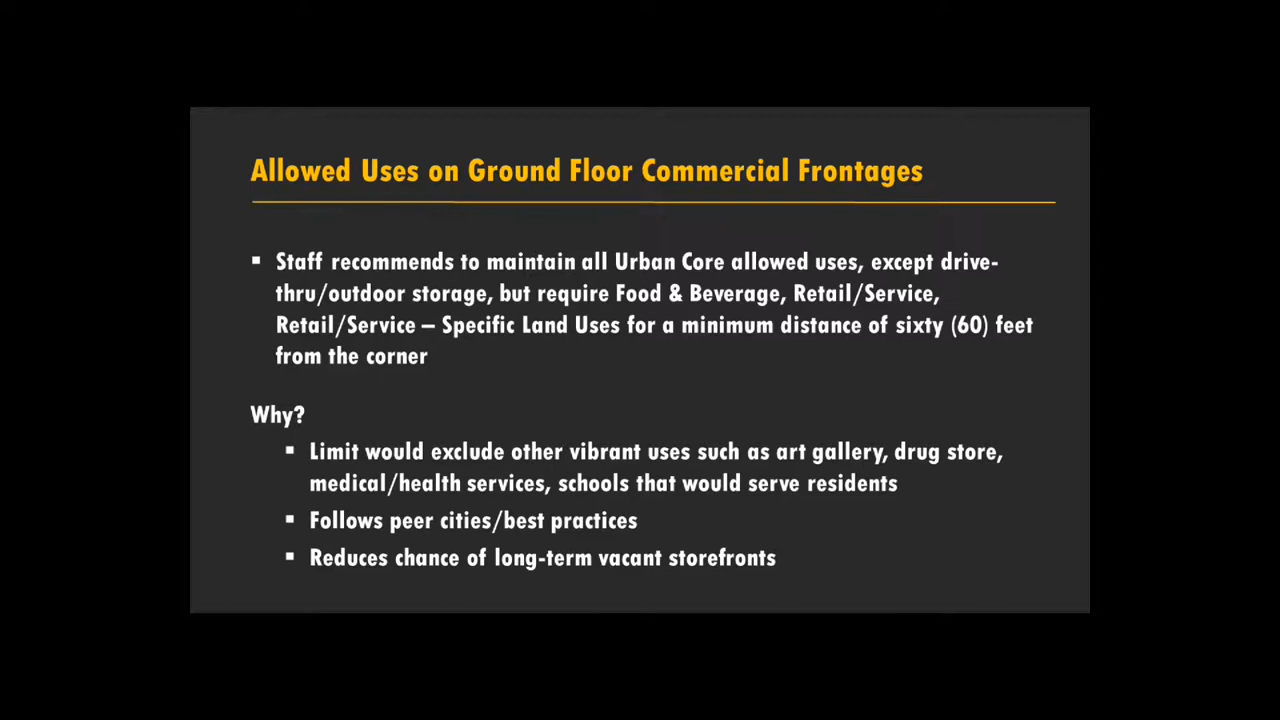 Allowed Uses on Ground Floor Commercial Frontages
▪ Staff recommends to maintain all Urban Core allowed uses, except drive-
thru/outdoor storage, but require Food & Beverage, Retail/Service,
Retail/Service – Specific Land Uses for a minimum distance of sixty (60) feet
from the corner
Why?
▪ Limit would exclude other vibrant uses such as art gallery, drug store,
medical/health services, schools that would serve residents
▪ Follows peer cities/best practices
▪ Reduces chance of long-term vacant storefronts